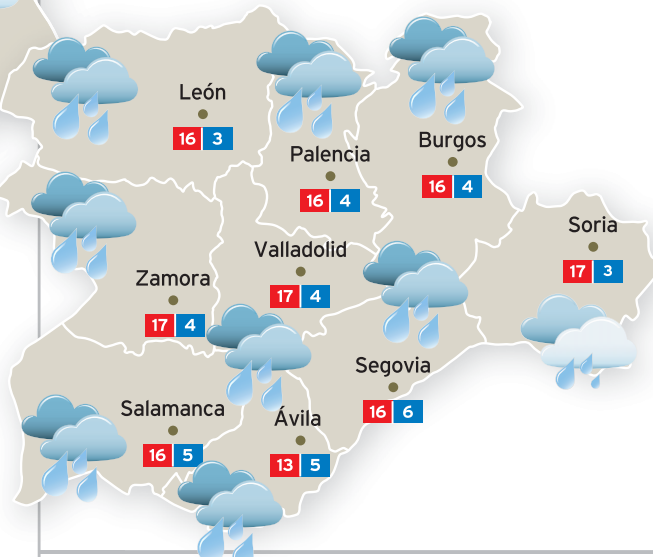 León
16 3
Palencia
16 4
Burgos
16 4
Soria
17 3
Valladolid
17 4
Zamora
17 4
Segovia
16 6
Salamanca
16 5
Ávila
13 5